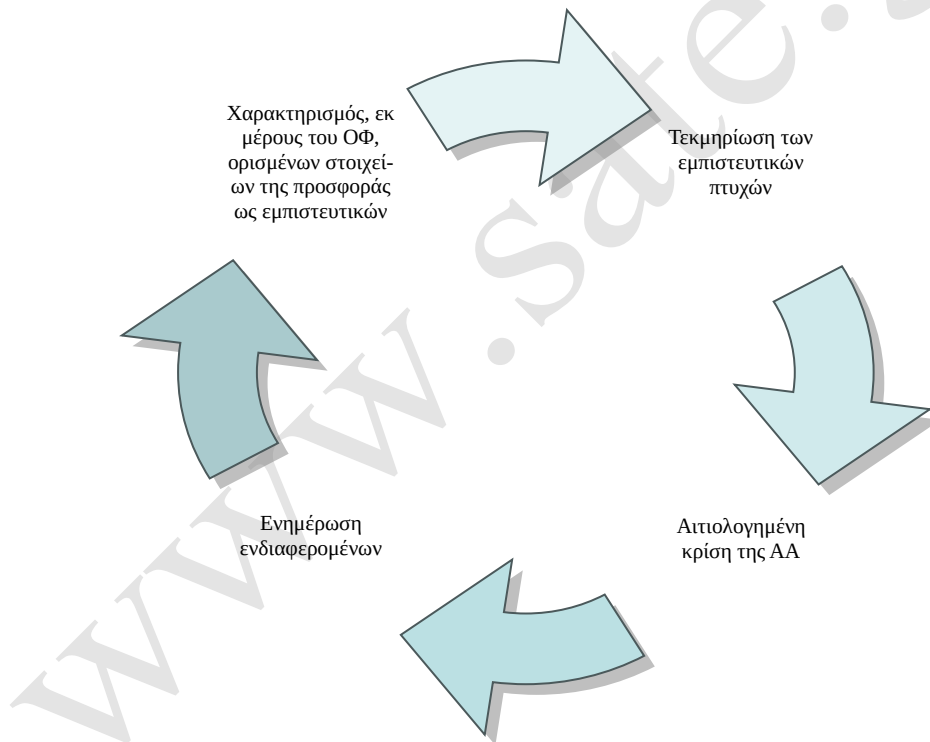 Χαρακτηρισμός, εκ
μέρους του ΟΦ,
ορισμένων στοιχεί-
ων της προσφοράς
ως εμπιστευτικών
Τεκμηρίωση των
εμπιστευτικών
πτυχών
Αιτιολογημένη
κρίση της ΑΑ
Ενημέρωση
ενδιαφερομένων
www.sate.